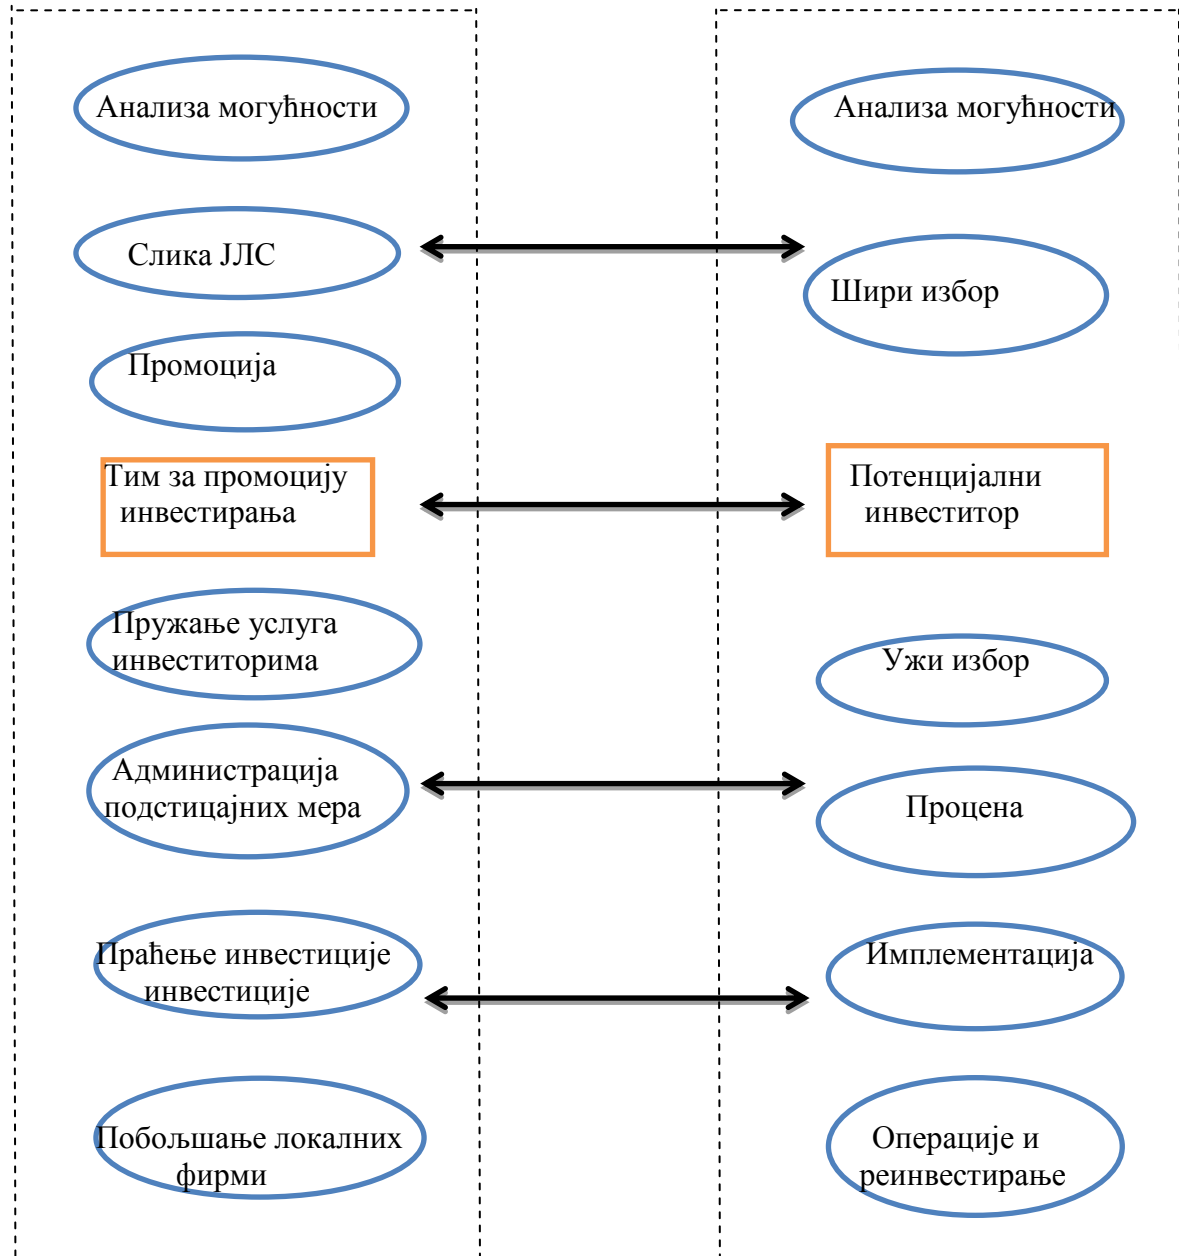 Анализа могућности
Слика ЈЛС
Промоција
Тим за промоцију
инвестирања
Пружање услуга
инвеститорима
Администрација
подстицајних мера
Праћење инвестиције
инвестиције
Побољшање локалних
фирми
Анализа могућности
Шири избор
Потенцијални
инвеститор
Ужи избор
Процена
Имплементација
Операције и
реинвестирање